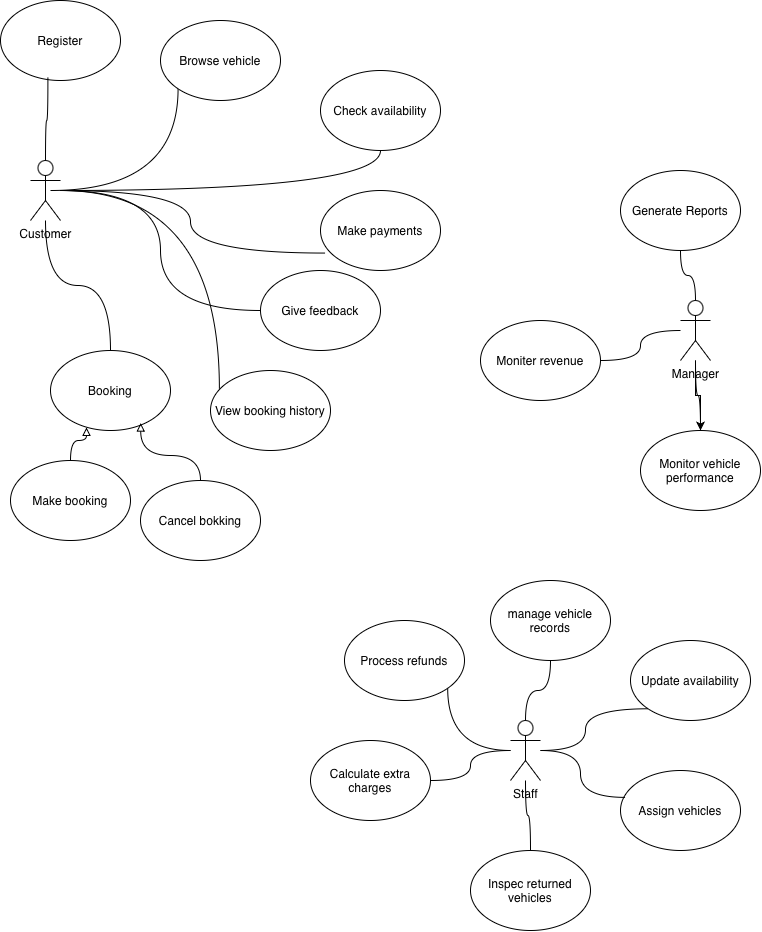 Register
Browse vehicle
Check availability
Customer
Make payments
Generate Reports
Give feedback
Moniter revenue
Manager
Booking
View booking history
Monitor vehicle
performance
Make booking
Cancel bokking
manage vehicle
records
Process refunds
Update availability
Calculate extra
charges
Staff
Assign vehicles
Inspec returned
vehicles